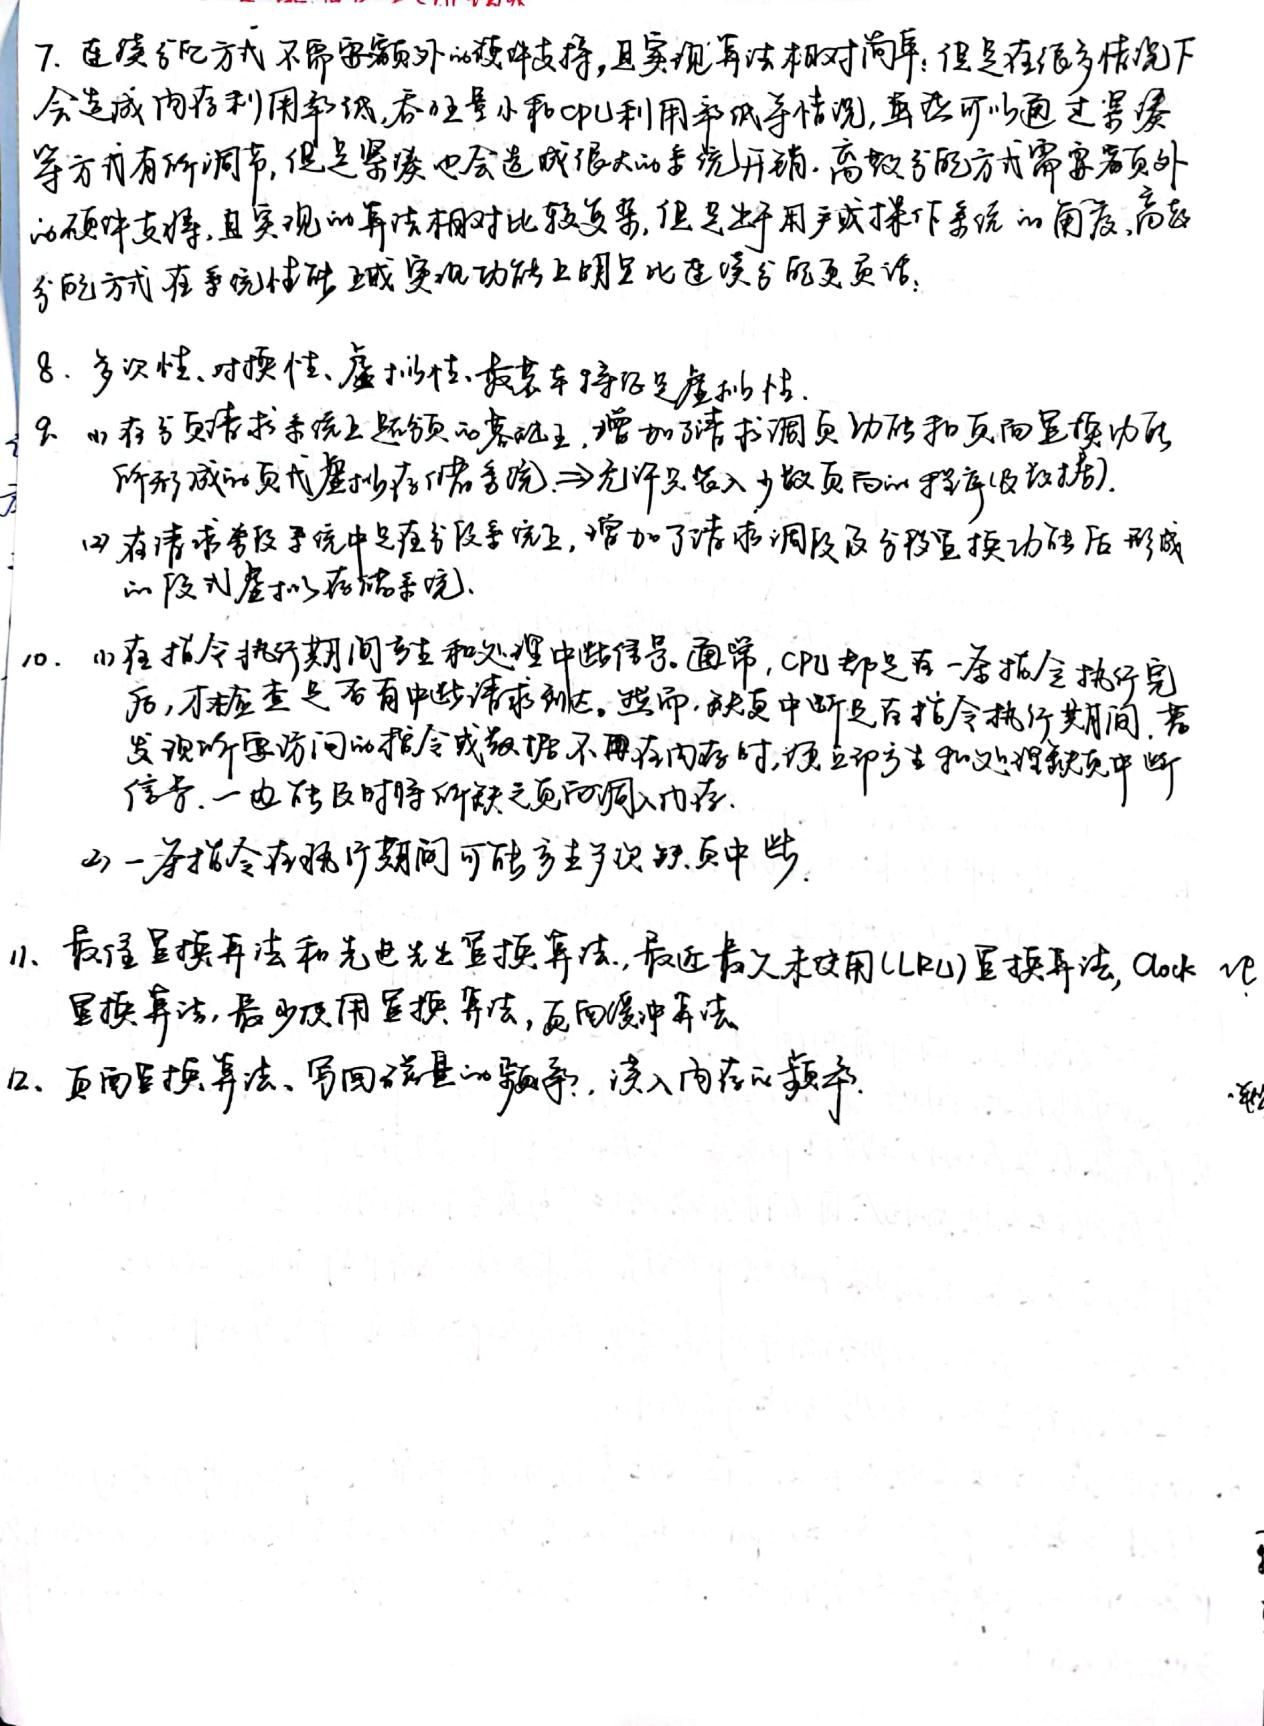 7. 连续分配方式不需要额外的硬件支持,且实现算法相对简单;但是在很多情况下
会造成内存利用率低,吞吐量小和CPU利用率低等情况,虽然可以通过紧凑
等方式有所调节,但是紧凑也会造成很大的系统开销.离散分配方式需要额外
的硬件支持,且实现的算法相对比较复杂,但是出于用户或操作系统的角度,离散
分配方式在系统性能上或实现功能上明显比连续分配更灵活;
8. 多次性、对换性、虚拟性、最基本特征是虚拟性.
9. (1)在分页请求系统上是分页的基础上,增加了请求调页功能和页面置换功能
所形成的页式虚拟存储系统.⇒允许只装入少数页面的程序(及数据).
(2)在请求分段系统中是在分段系统上,增加了请求调段及分段置换功能后形成
的段式虚拟存储系统.
10. (1)在指令执行期间产生和处理中断信号。通常,CPU都是在一条指令执行完
后,才检查是否有中断请求到达。然而,缺页中断是在指令执行期间,若
发现所要访问的指令或数据不再在内存时,便立即产生和处理缺页中断
信号.一边能及时将所缺之页面调入内存.
(2)一条指令在执行期间可能产生多次缺页中断.
11、最佳置换算法和先进先出置换算法,最近最久未使用(LRU)置换算法,Clock
置换算法,最少使用置换算法,页面缓冲算法
12、页面置换算法、写回磁盘的频率,读入内存的频率.